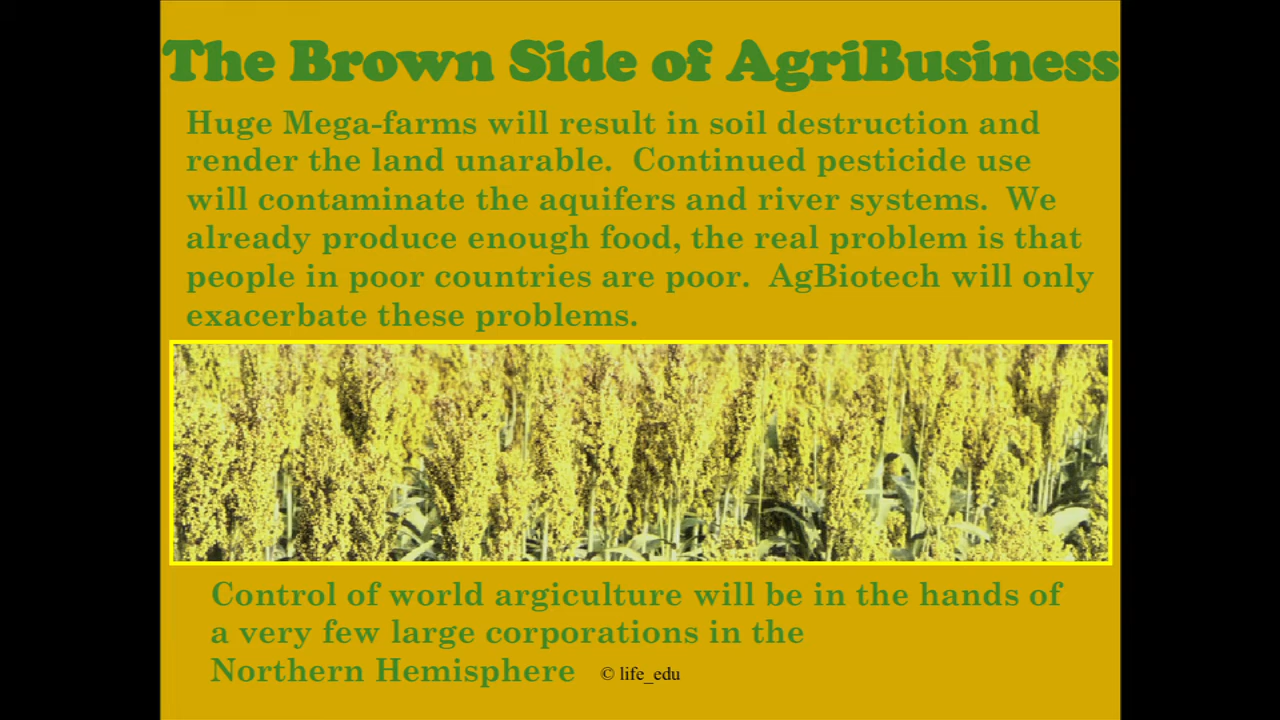 The Brown Side of AgriBusiness
Huge Mega-farms will result in soil destruction and
render the land unarable.  Continued pesticide use
will contaminate the aquifers and river systems.  We
already produce enough food, the real problem is that
people in poor countries are poor.  AgBiotech will only
exacerbate these problems.
Control of world argiculture will be in the hands of
a very few large corporations in the
Northern Hemisphere
© life_edu